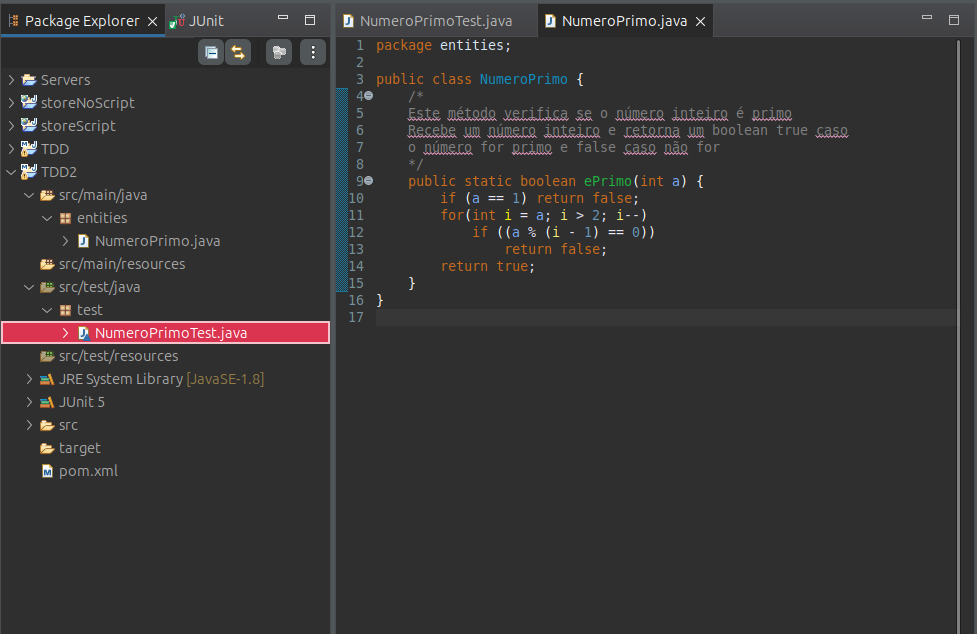 Package Explorer
JUnit
Servers
storeNoScript
storeScript
TDD
TDD2
src/main/java
entities
NumeroPrimo.java
src/main/resources
src/test/java
test
NumeroPrimoTest.java
src/test/resources
JRE System Library [JavaSE-1.8]
JUnit 5
src
target
pom.xml
NumeroPrimoTest.java
NumeroPrimo.java
1 package entities;
2
3 public class NumeroPrimo {
4 /*
5 Este método verifica se o número inteiro é primo
6 Recebe um número inteiro e retorna um boolean true caso
7 o número for primo e false caso não for
8 */
9 public static boolean ePrimo(int a) {
10 if (a == 1) return false;
11 for(int i = a; i > 2; i--)
12 if ((a % (i - 1) == 0))
13 return false;
14 return true;
15 }
16 }
17